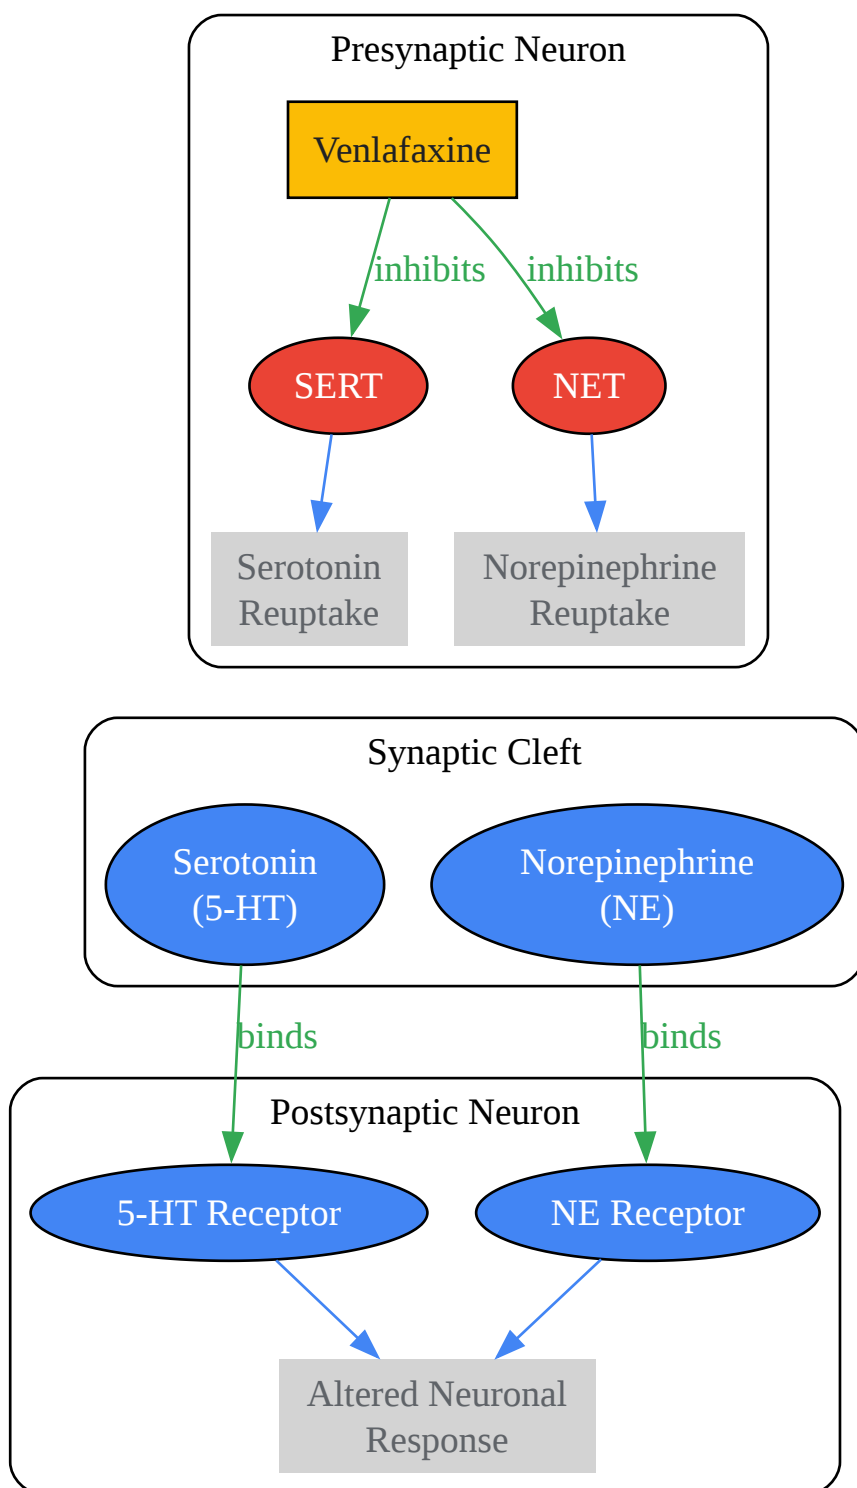 Presynaptic Neuron
Venlafaxine
inhibits
inhibits
SERT
NET
Serotonin
Reuptake
Norepinephrine
Reuptake
Synaptic Cleft
Serotonin
(5-HT)
Norepinephrine
(NE)
binds
binds
Postsynaptic Neuron
5-HT Receptor
NE Receptor
Altered Neuronal
Response